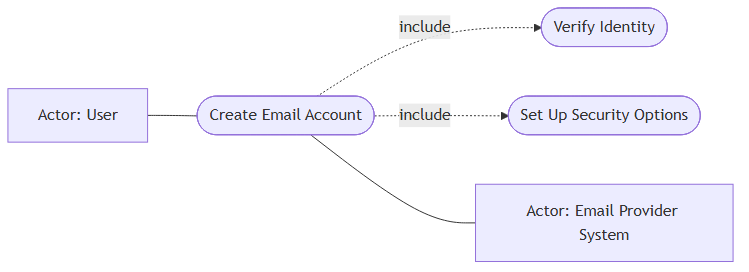 Verify Identity
include
Actor: User
Create Email Account
include
Set Up Security Options
Actor: Email Provider
System